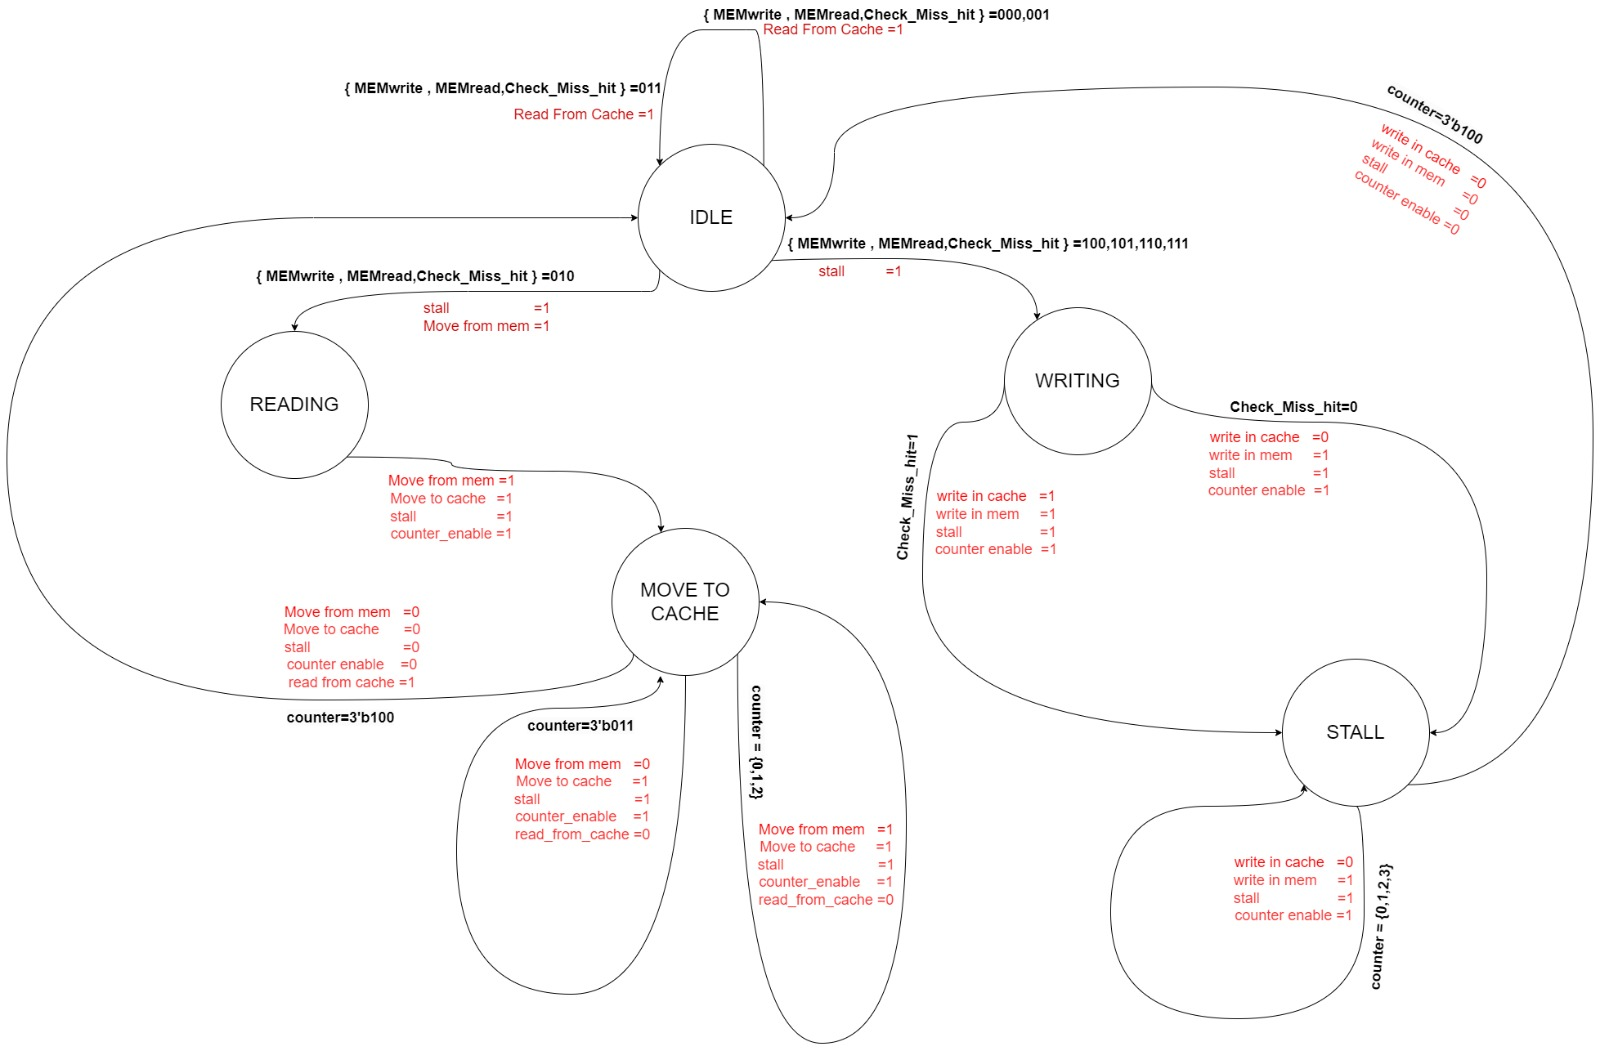 { MEMwrite , MEMread,Check_Miss_hit } =000,001
Read From Cache =1
{ MEMwrite , MEMread,Check_Miss_hit } =011
Read From Cache =1
counter=3'b100
write in cache =0
write in mem =0
stall =0
counter enable =0
IDLE
{ MEMwrite , MEMread,Check_Miss_hit } =100,101,110,111
stall =1
{ MEMwrite , MEMread,Check_Miss_hit } =010
stall =1
Move from mem =1
READING
WRITING
Check_Miss_hit=0
write in cache =0
write in mem =1
stall =1
counter enable =1
Check_Miss_hit=1
write in cache =1
write in mem =1
stall =1
counter enable =1
Move from mem =1
Move to cache =1
stall =1
counter_enable =1
MOVE TO
CACHE
Move from mem =0
Move to cache =0
stall =0
counter enable =0
read from cache =1
counter=3'b100
counter=3'b011
Move from mem =0
Move to cache =1
stall =1
counter_enable =1
read_from_cache =0
counter = {0,1,2}
Move from mem =1
Move to cache =1
stall =1
counter_enable =1
read_from_cache =0
STALL
write in cache =0
write in mem =1
stall =1
counter enable =1
counter = {0,1,2,3}